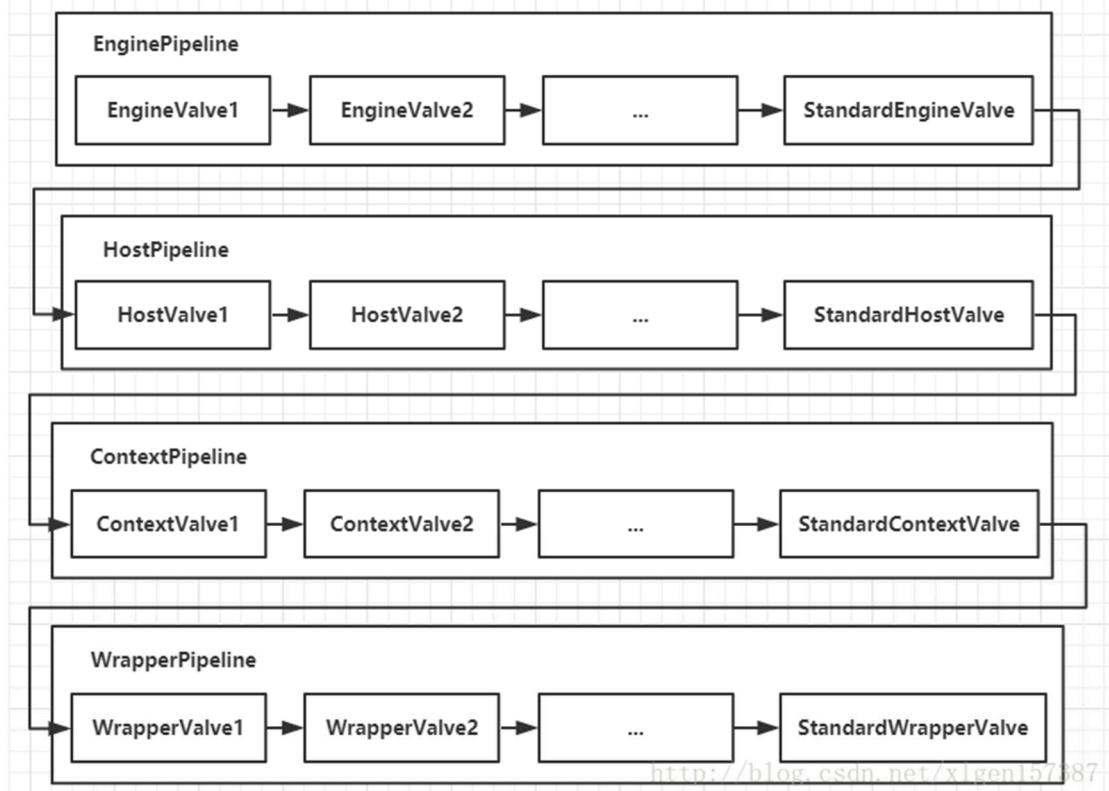 EnginePipeline
EngineValve1
EngineValve2
...
StandardEngineValve
HostPipeline
HostValve1
HostValve2
...
StandardHostValve
ContextPipeline
ContextValve1
ContextValve2
...
StandardContextValve
WrapperPipeline
WrapperValve1
WrapperValve2
...
StandardWrapperValve
http://blog.csdn.net/xlgen157387